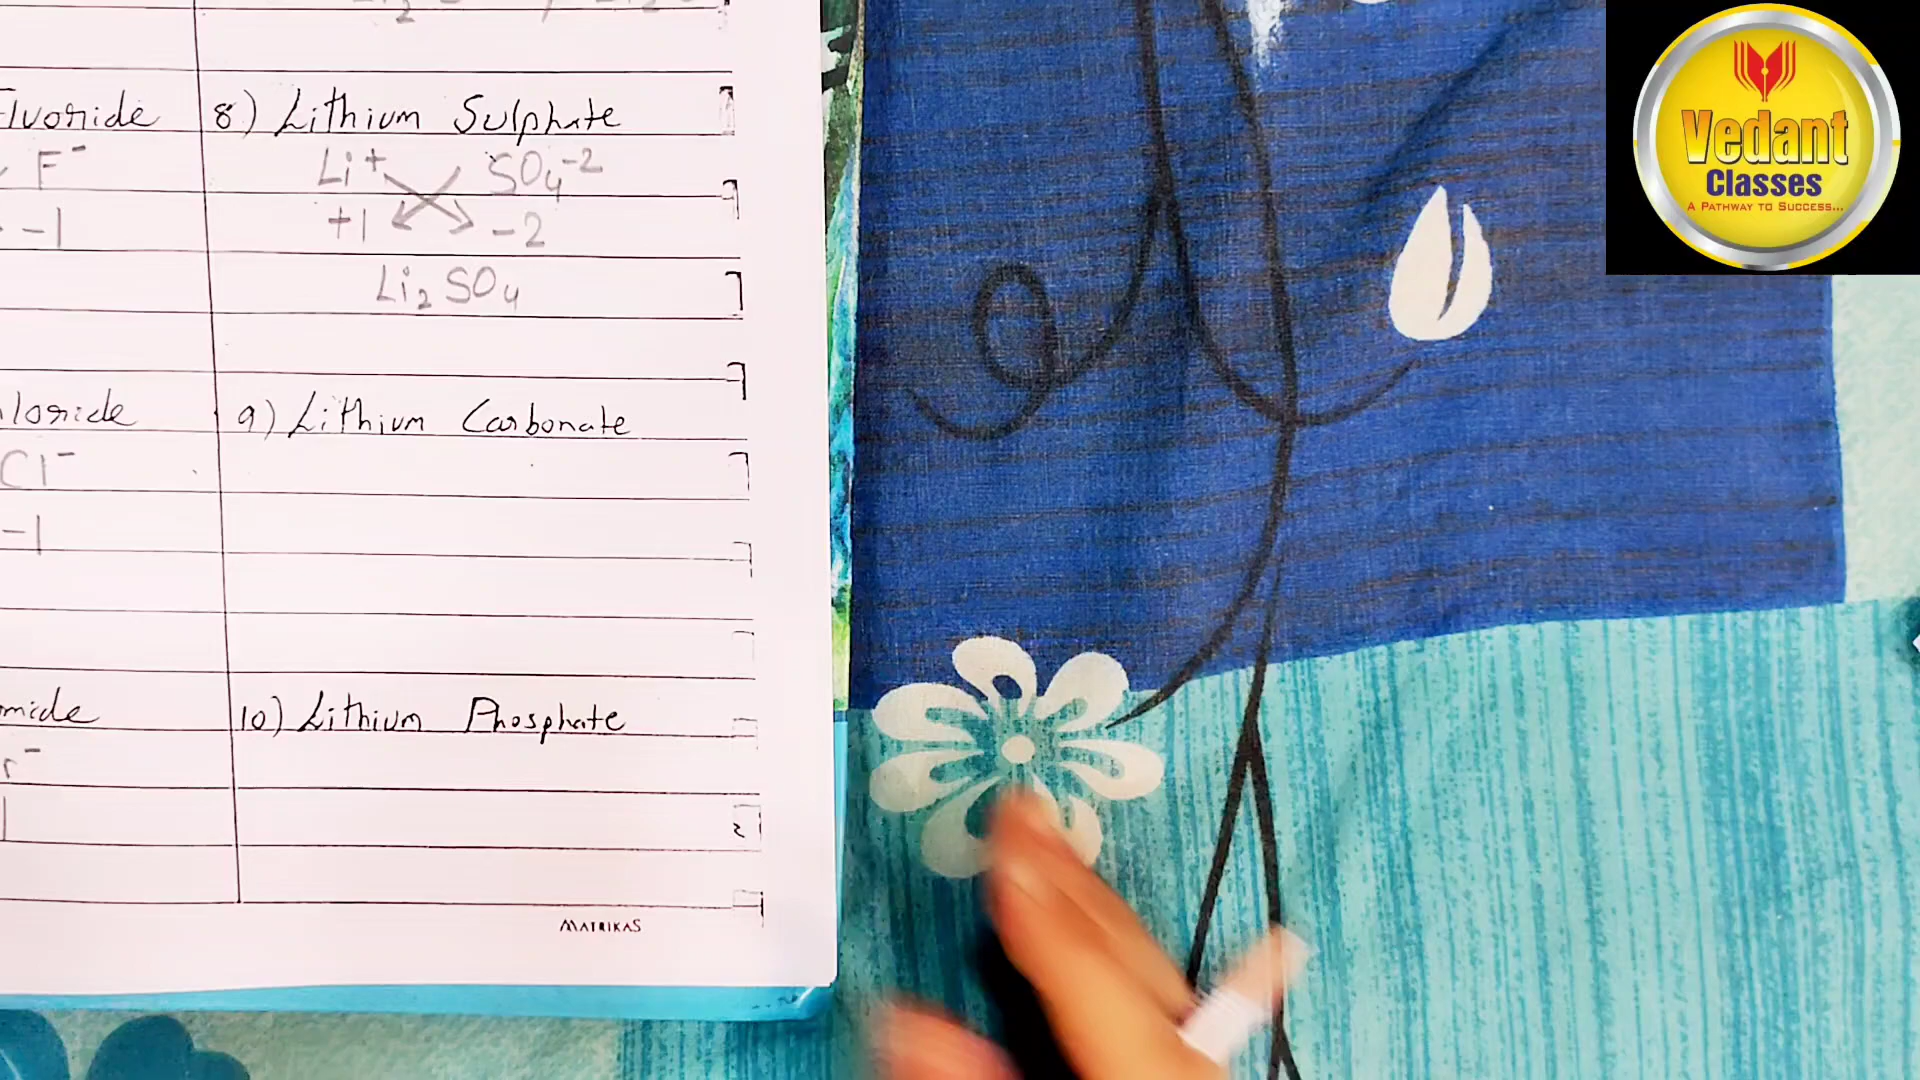 Fluoride
F⁻
-1
loride
Cl⁻
-1
mide
r⁻
8) Lithium Sulphate
Li⁺ SO₄⁻²
+1 -2
Li₂SO₄
9) Lithium Carbonate
10) Lithium Phosphate
MATRIKAS
Vedant
Classes
A PATHWAY TO SUCCESS...